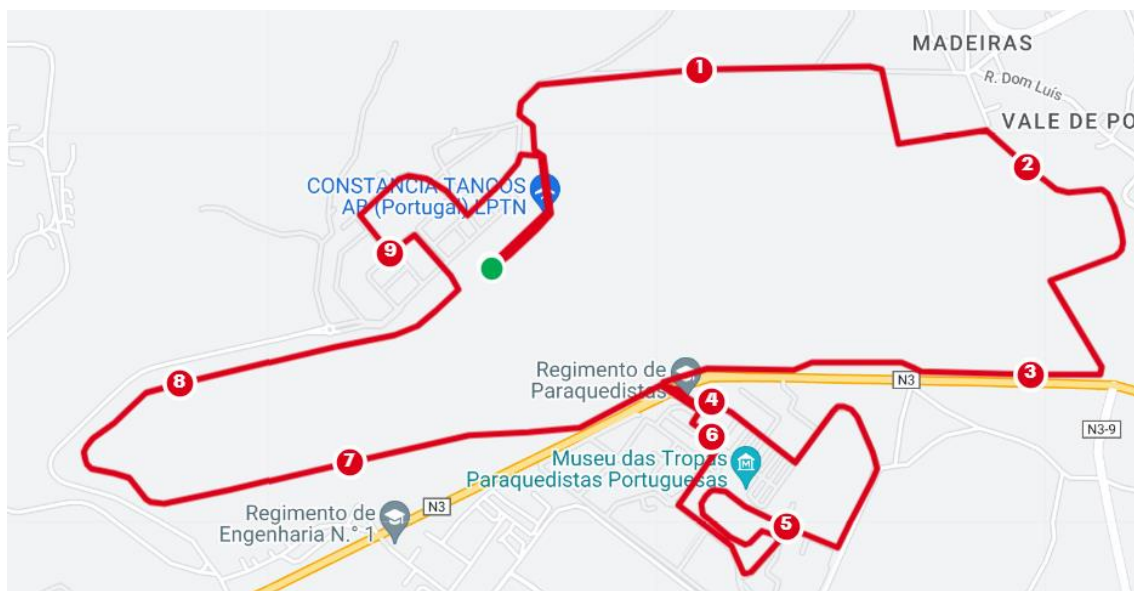 MADEIRAS
R. Dom Luís
VALE DE PO
1
2
CONSTANCIA TANCOS
AB (Portugal) LPTN
9
Regimento de
Paraquedistas
N3
3
8
4
6
N3-9
7
Museu das Tropas
Paraquedistas Portuguesas
Regimento de
Engenharia N.° 1
N3
5